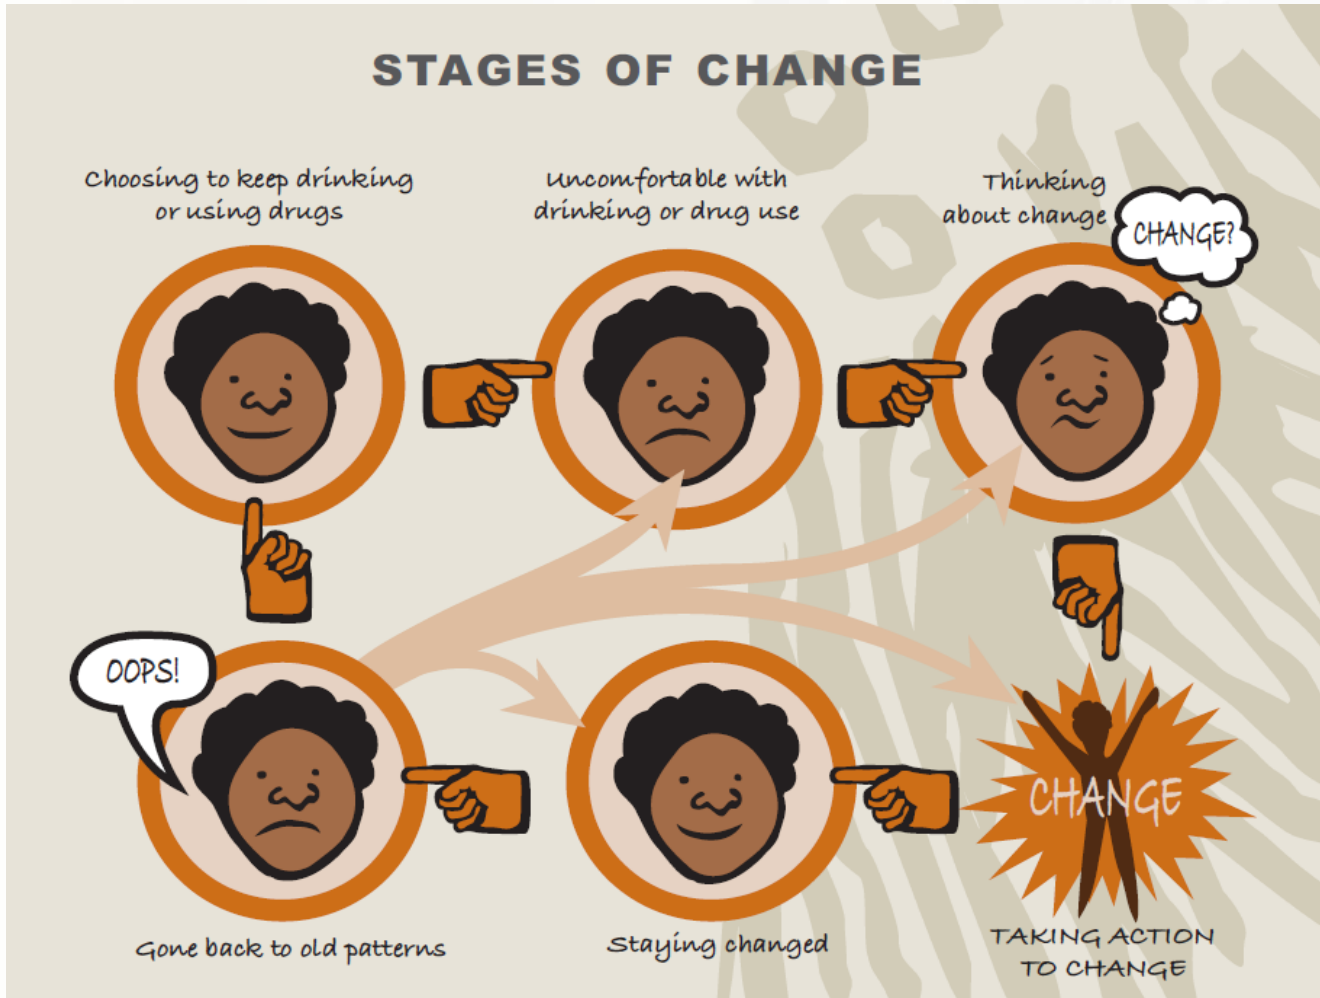 STAGES OF CHANGE
Choosing to keep drinking
or using drugs
Uncomfortable with
drinking or drug use
Thinking
about change
CHANGE?
OOPS!
Gone back to old patterns
Staying changed
CHANGE
TAKING ACTION
TO CHANGE